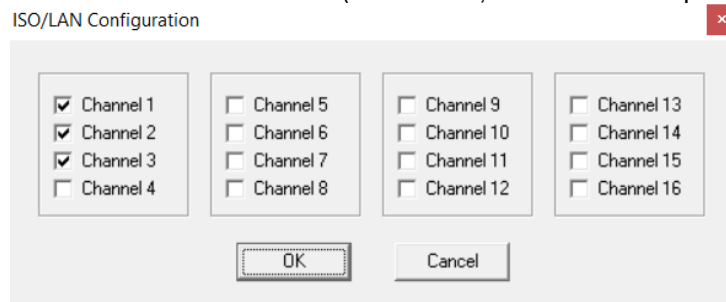 ISO/LAN Configuration
x
Channel 1
Channel 2
Channel 3
Channel 4
Channel 5
Channel 6
Channel 7
Channel 8
Channel 9
Channel 10
Channel 11
Channel 12
Channel 13
Channel 14
Channel 15
Channel 16
OK
Cancel